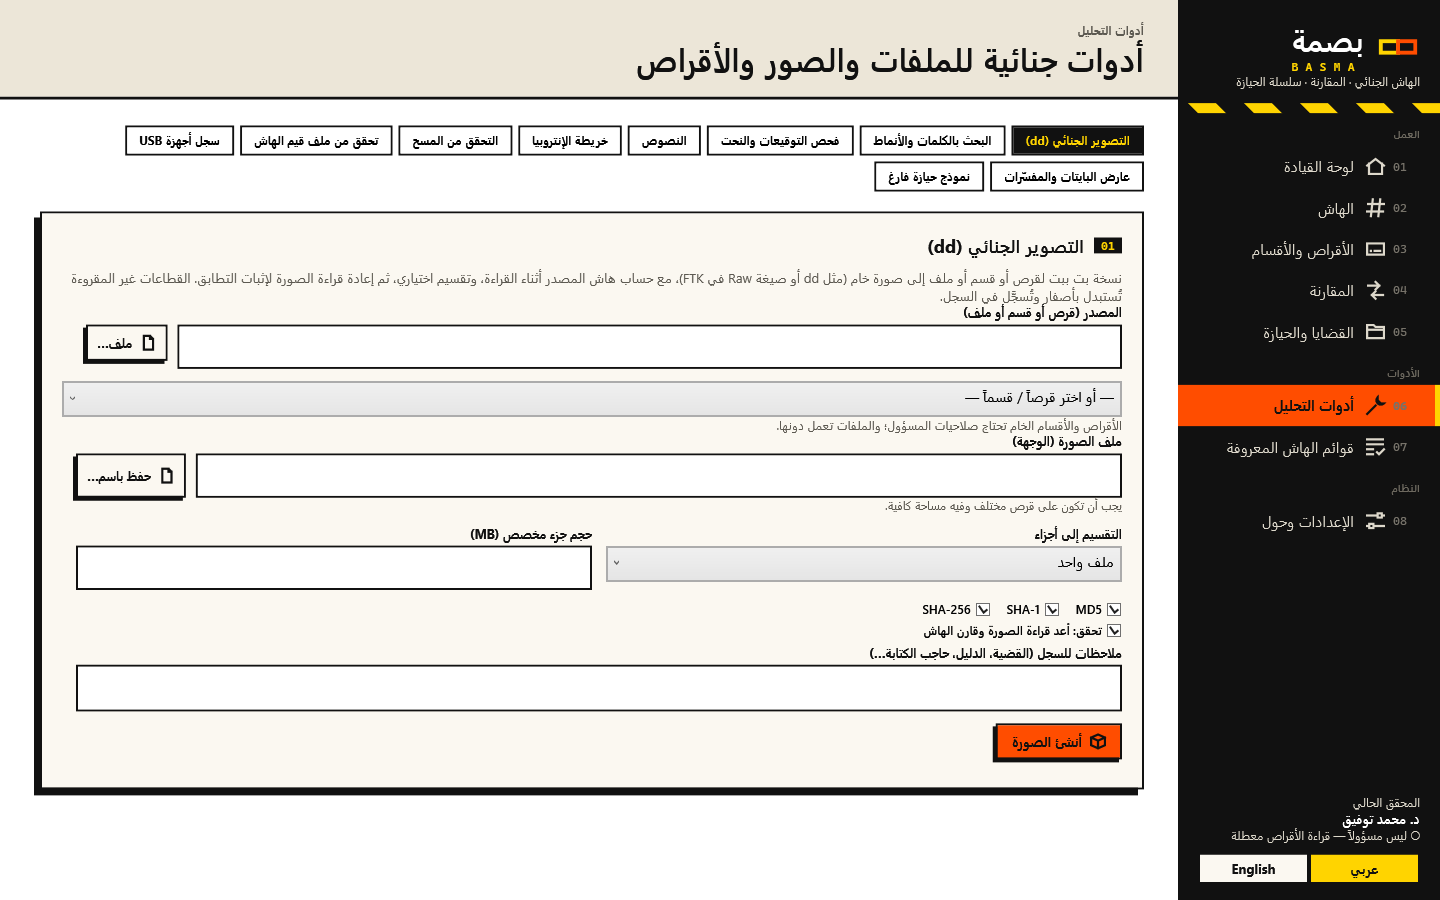 بصمة
BASMA
الهاش الجنائي · المقارنة · سلسلة الحيازة
العمل
01 لوحة القيادة
02 الهاش
03 الأقراص والأقسام
04 المقارنة
05 القضايا والحيازة
الأدوات
06 أدوات التحليل
07 قوائم الهاش المعروفة
النظام
08 الإعدادات وحول
المحقق الحالي
د. محمد توفيق
ليس مسؤولاً — قراءة الأقراص معطلة
عربي English
أدوات التحليل
أدوات جنائية للملفات والصور والأقراص
التصوير الجنائي (dd) البحث بالكلمات والأنماط فحص التوقيعات والنحت النصوص خريطة الإنتروبيا التحقق من المسح تحقق من ملف قيم الهاش سجل أجهزة USB
عارض البايتات والمفسّرات نموذج حيازة فارغ
01 التصوير الجنائي (dd)
نسخة بت ببت لقرص أو قسم أو ملف إلى صورة خام (مثل dd أو صيغة Raw في FTK)، مع حساب هاش المصدر أثناء القراءة، وتقسيم اختياري، ثم إعادة قراءة الصورة لإثبات التطابق. القطاعات غير المقروءة
تُستبدل بأصفار وتُسجَّل في السجل.
المصدر (قرص أو قسم أو ملف)
ملف...
— أو اختر قرصاً / قسماً —
الأقراص والأقسام الخام تحتاج صلاحيات المسؤول؛ والملفات تعمل دونها.
ملف الصورة (الوجهة)
حفظ باسم...
يجب أن تكون على قرص مختلف وفيه مساحة كافية.
التقسيم إلى أجزاء حجم جزء مخصص (MB)
ملف واحد
MD5 SHA-1 SHA-256
تحقق: أعد قراءة الصورة وقارن الهاش
ملاحظات للسجل (القضية، الدليل، حاجب الكتابة...)
أنشئ الصورة